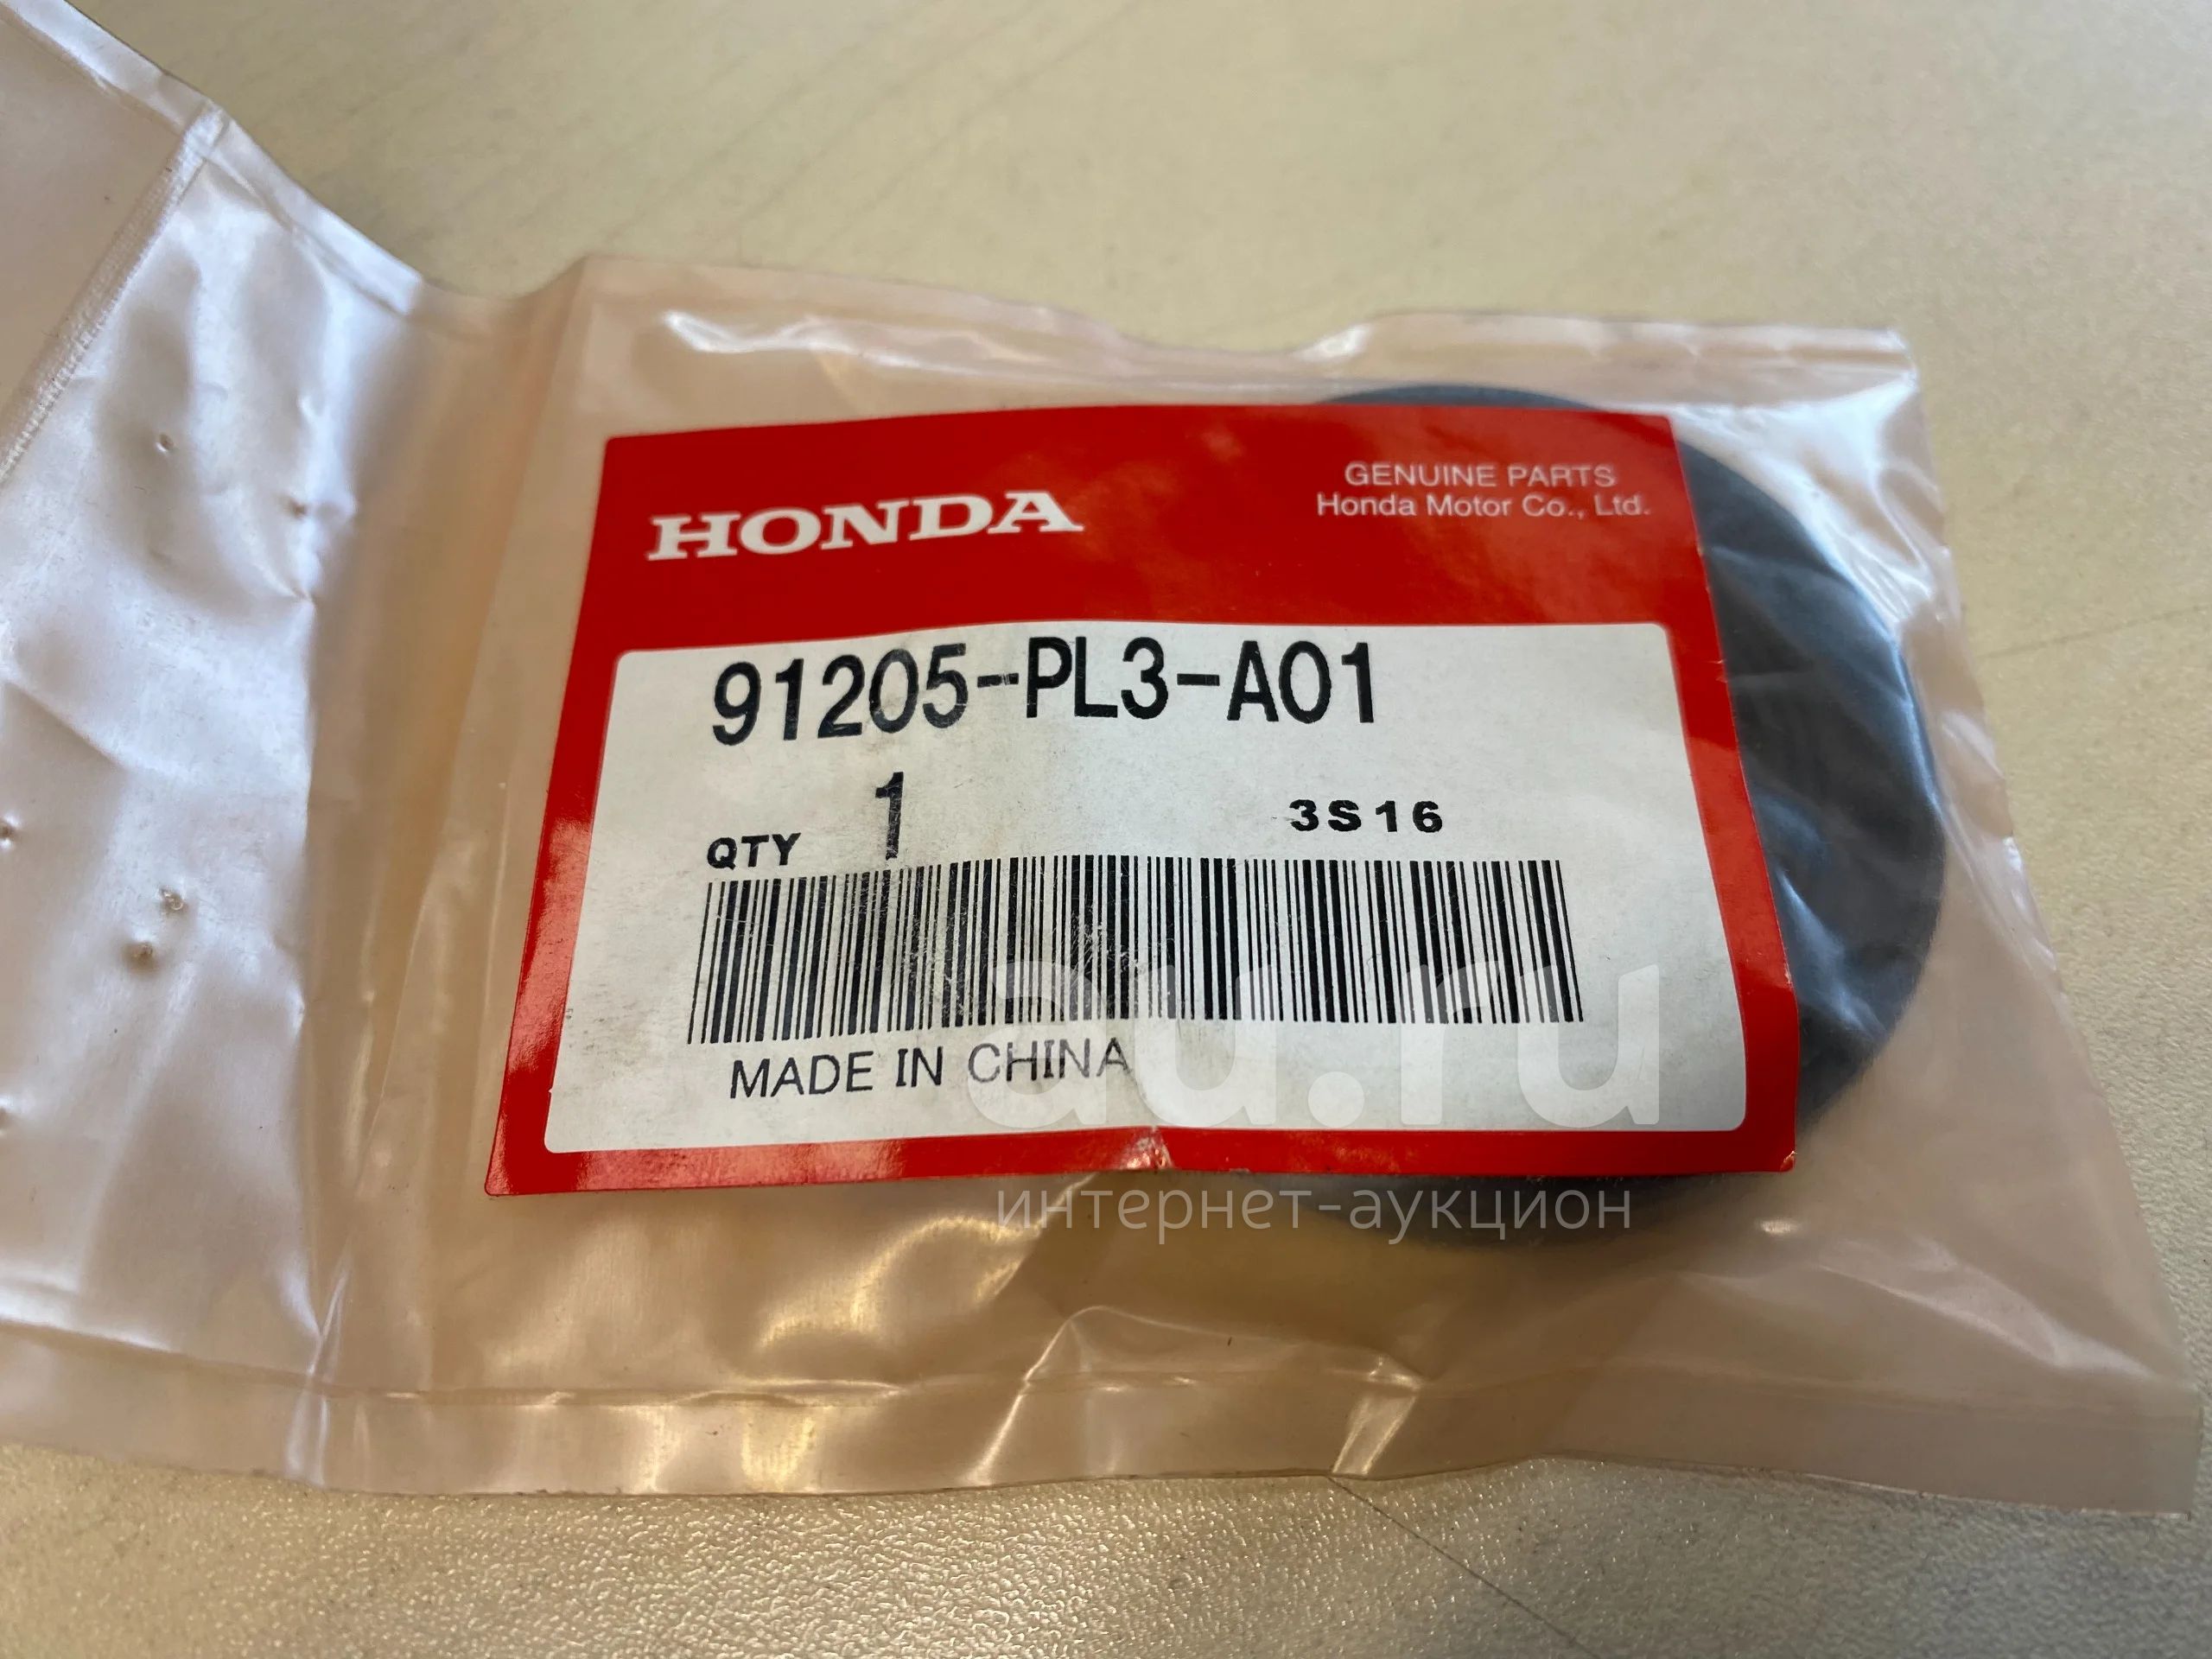 HONDA
GENUINE PARTS
Honda Motor Co., Ltd.
91205-PL3-A01
QTY 1
3S16
MADE IN CHINA
au.ru
интернет-аукцион